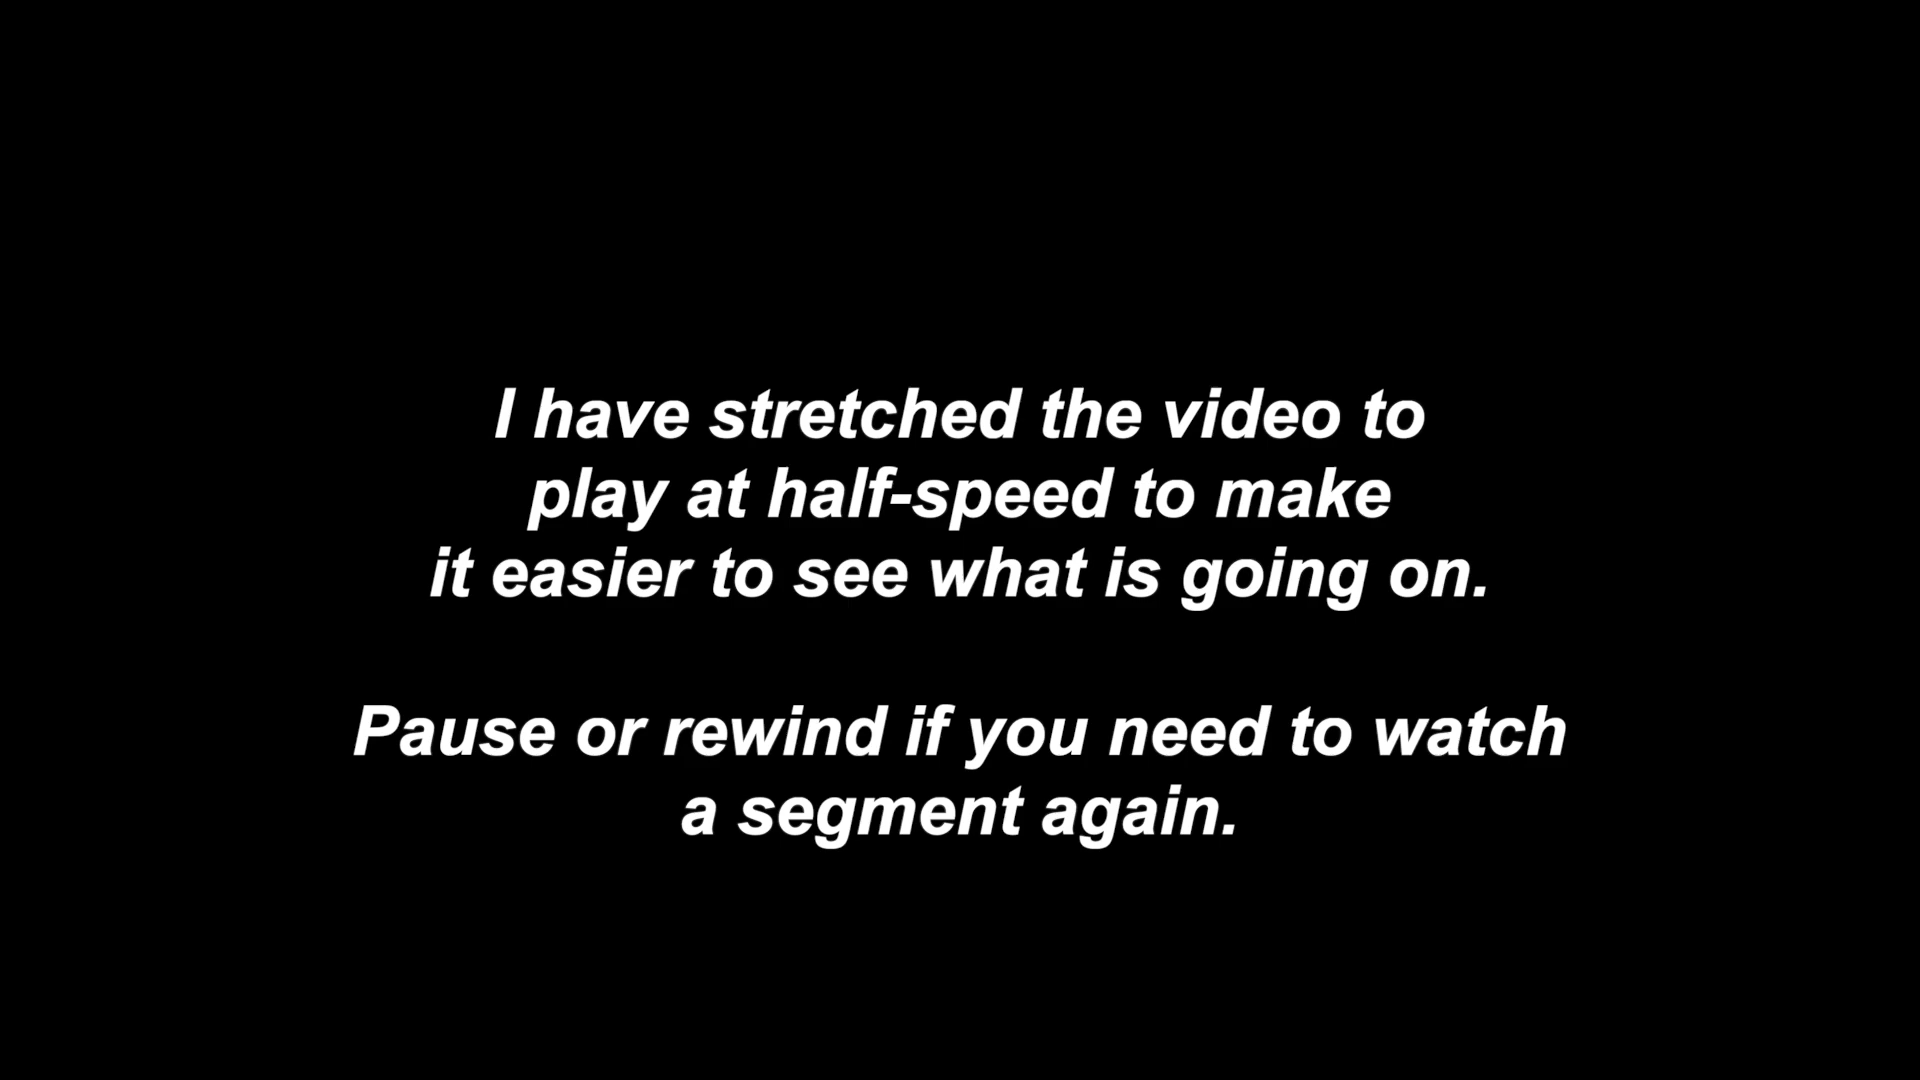 I have stretched the video to
play at half-speed to make
it easier to see what is going on.
Pause or rewind if you need to watch
a segment again.